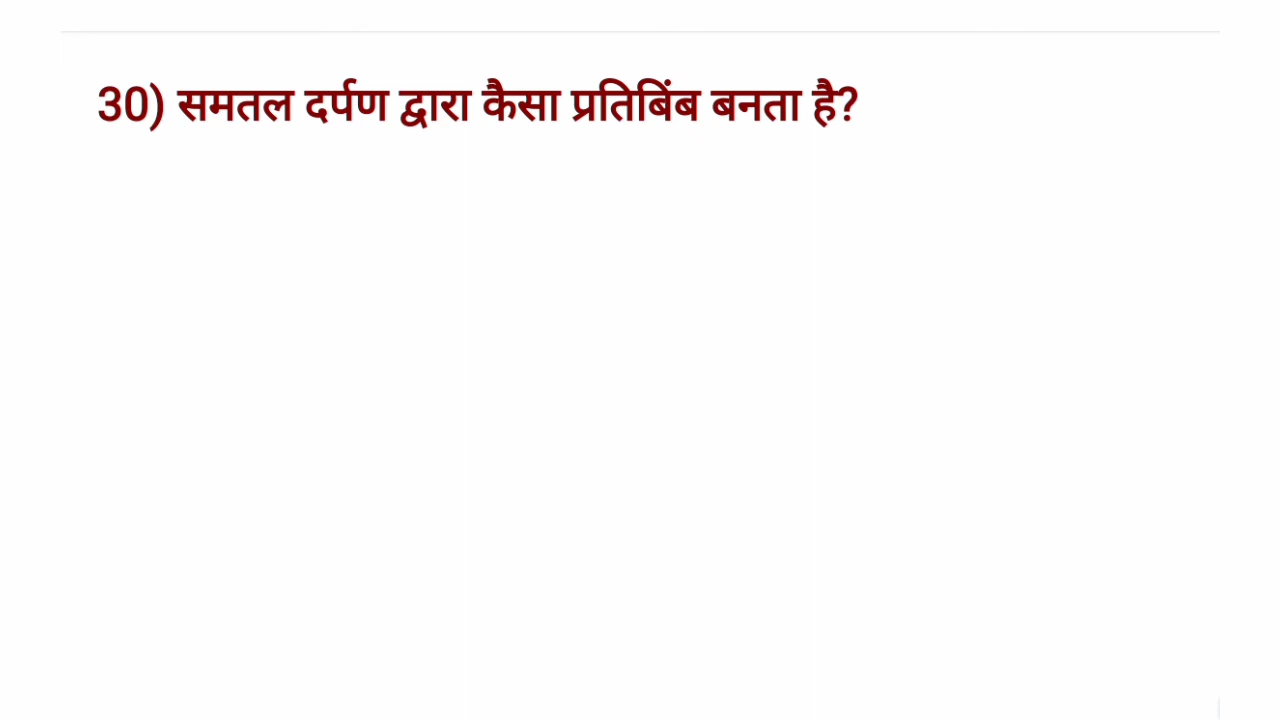 30) समतल दर्पण द्वारा कैसा प्रतिबिंब बनता है?